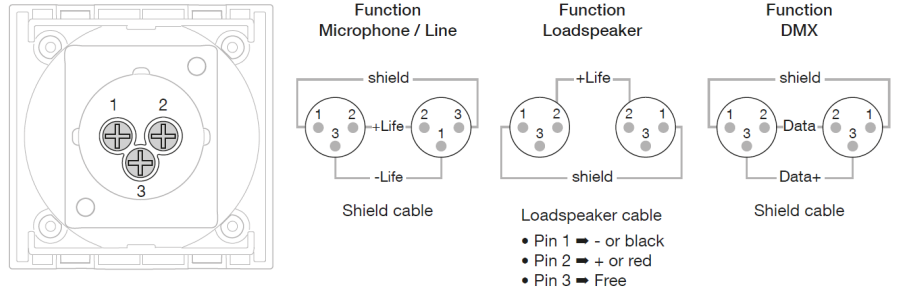 Function
Microphone / Line
Function
Loadspeaker
Function
DMX
1 2
3
shield
1 2
3
+Life
2 3
1
-Life
Shield cable
+Life
1 2
3
2 1
3
shield
Loadspeaker cable
• Pin 1 ➡ - or black
• Pin 2 ➡ + or red
• Pin 3 ➡ Free
shield
1 2
3
Data-
2 1
3
Data+
Shield cable